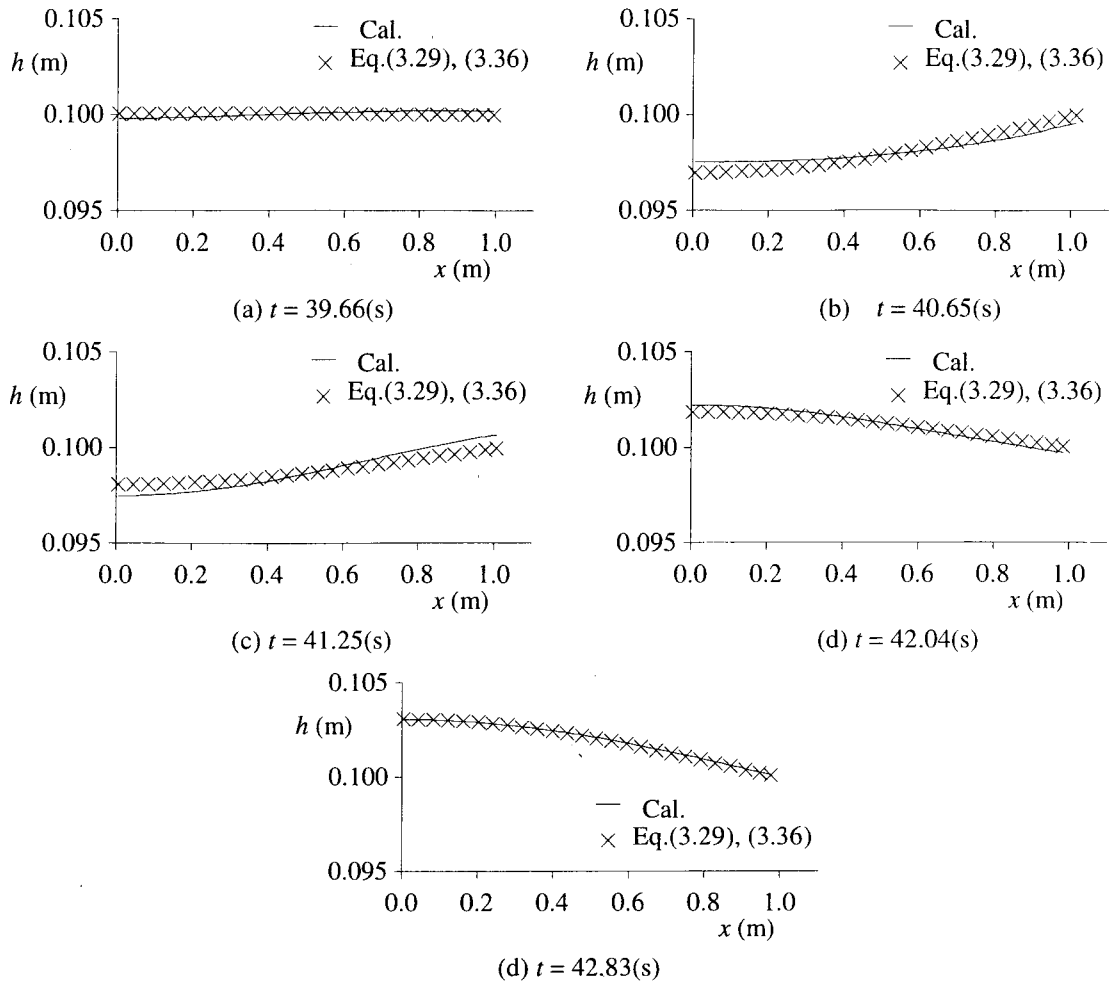 0.105
h (m)
0.100
0.095
Cal.
Eq.(3.29), (3.36)
0.0 0.2 0.4 0.6 0.8 1.0
x (m)
(a) t = 39.66(s)
0.105
h (m)
0.100
0.095
Cal.
Eq.(3.29), (3.36)
0.0 0.2 0.4 0.6 0.8 1.0
x (m)
(b) t = 40.65(s)
0.105
h (m)
0.100
0.095
Cal.
Eq.(3.29), (3.36)
0.0 0.2 0.4 0.6 0.8 1.0
x (m)
(c) t = 41.25(s)
0.105
h (m)
0.100
0.095
Cal.
Eq.(3.29), (3.36)
0.0 0.2 0.4 0.6 0.8 1.0
x (m)
(d) t = 42.04(s)
0.105
h (m)
0.100
0.095
Cal.
Eq.(3.29), (3.36)
0.0 0.2 0.4 0.6 0.8 1.0
x (m)
(d) t = 42.83(s)